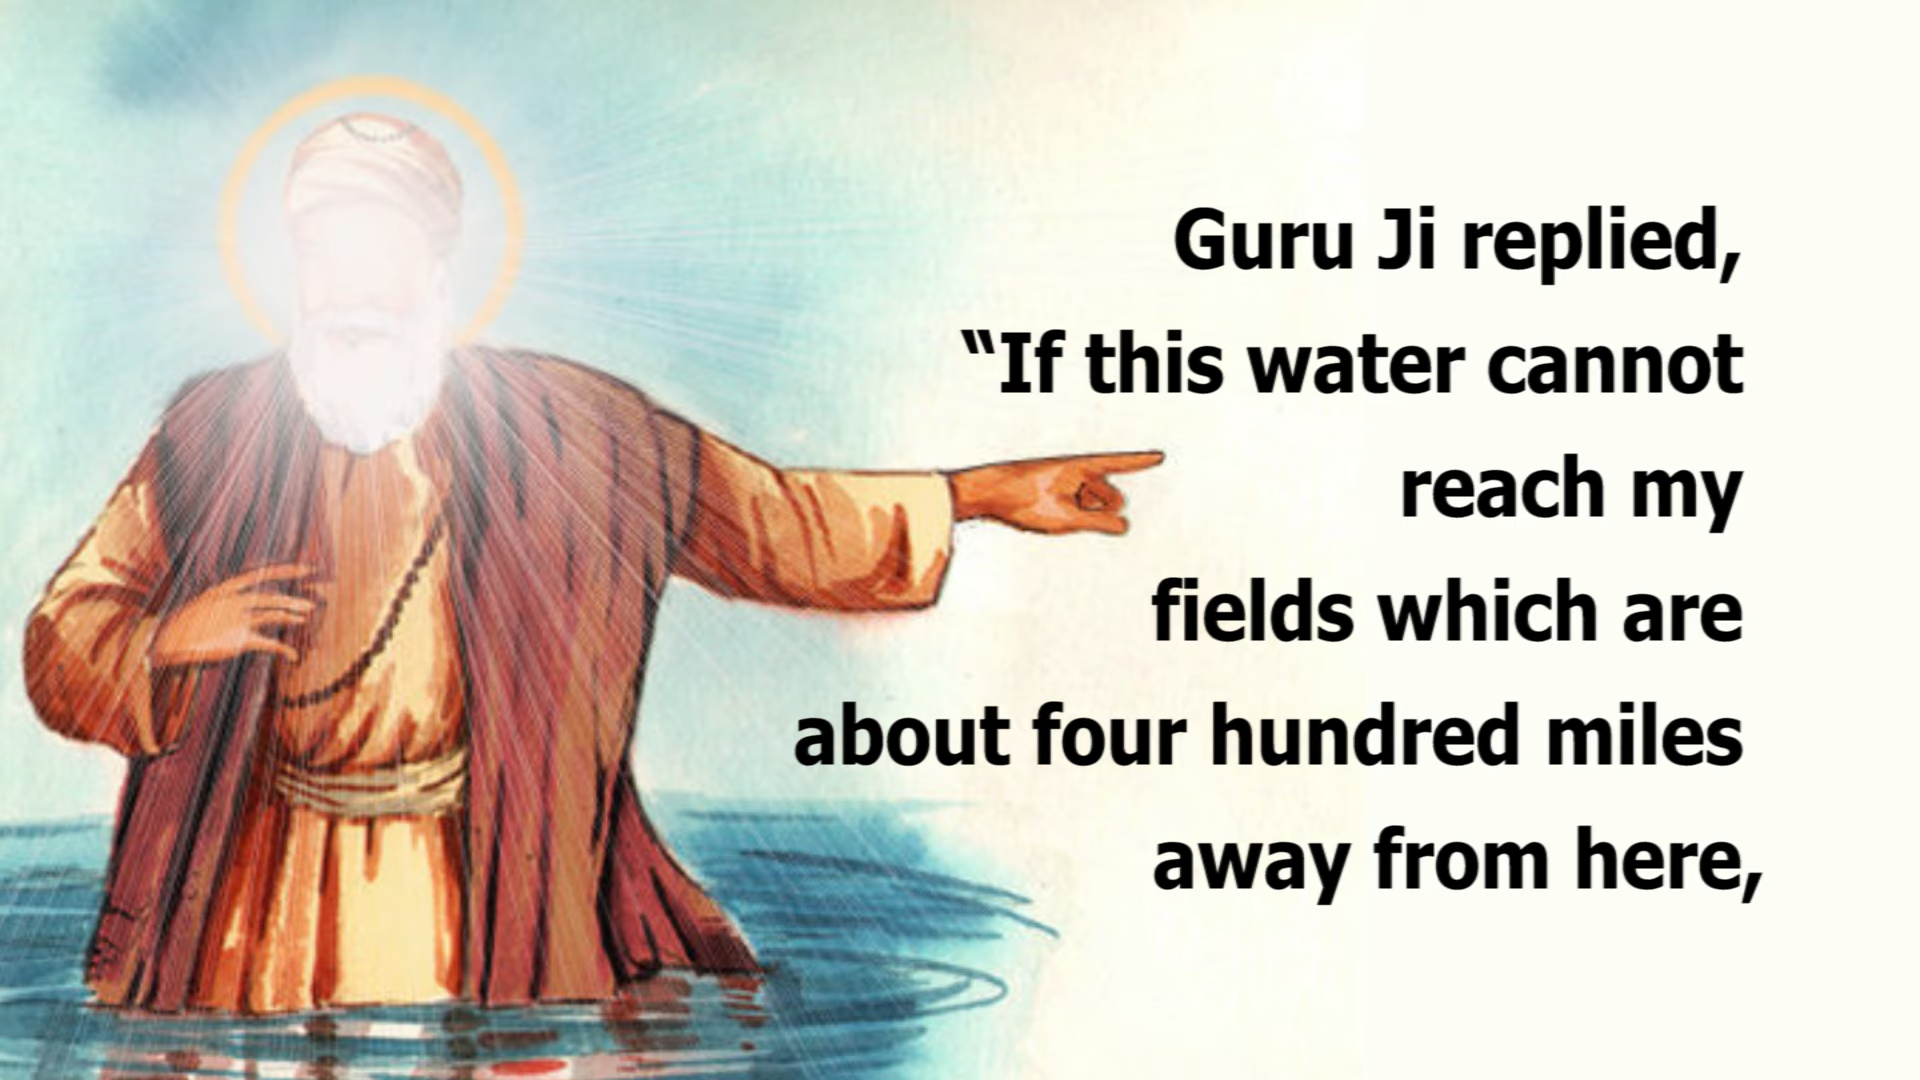 Guru Ji replied,
“If this water cannot
reach my
fields which are
about four hundred miles
away from here,